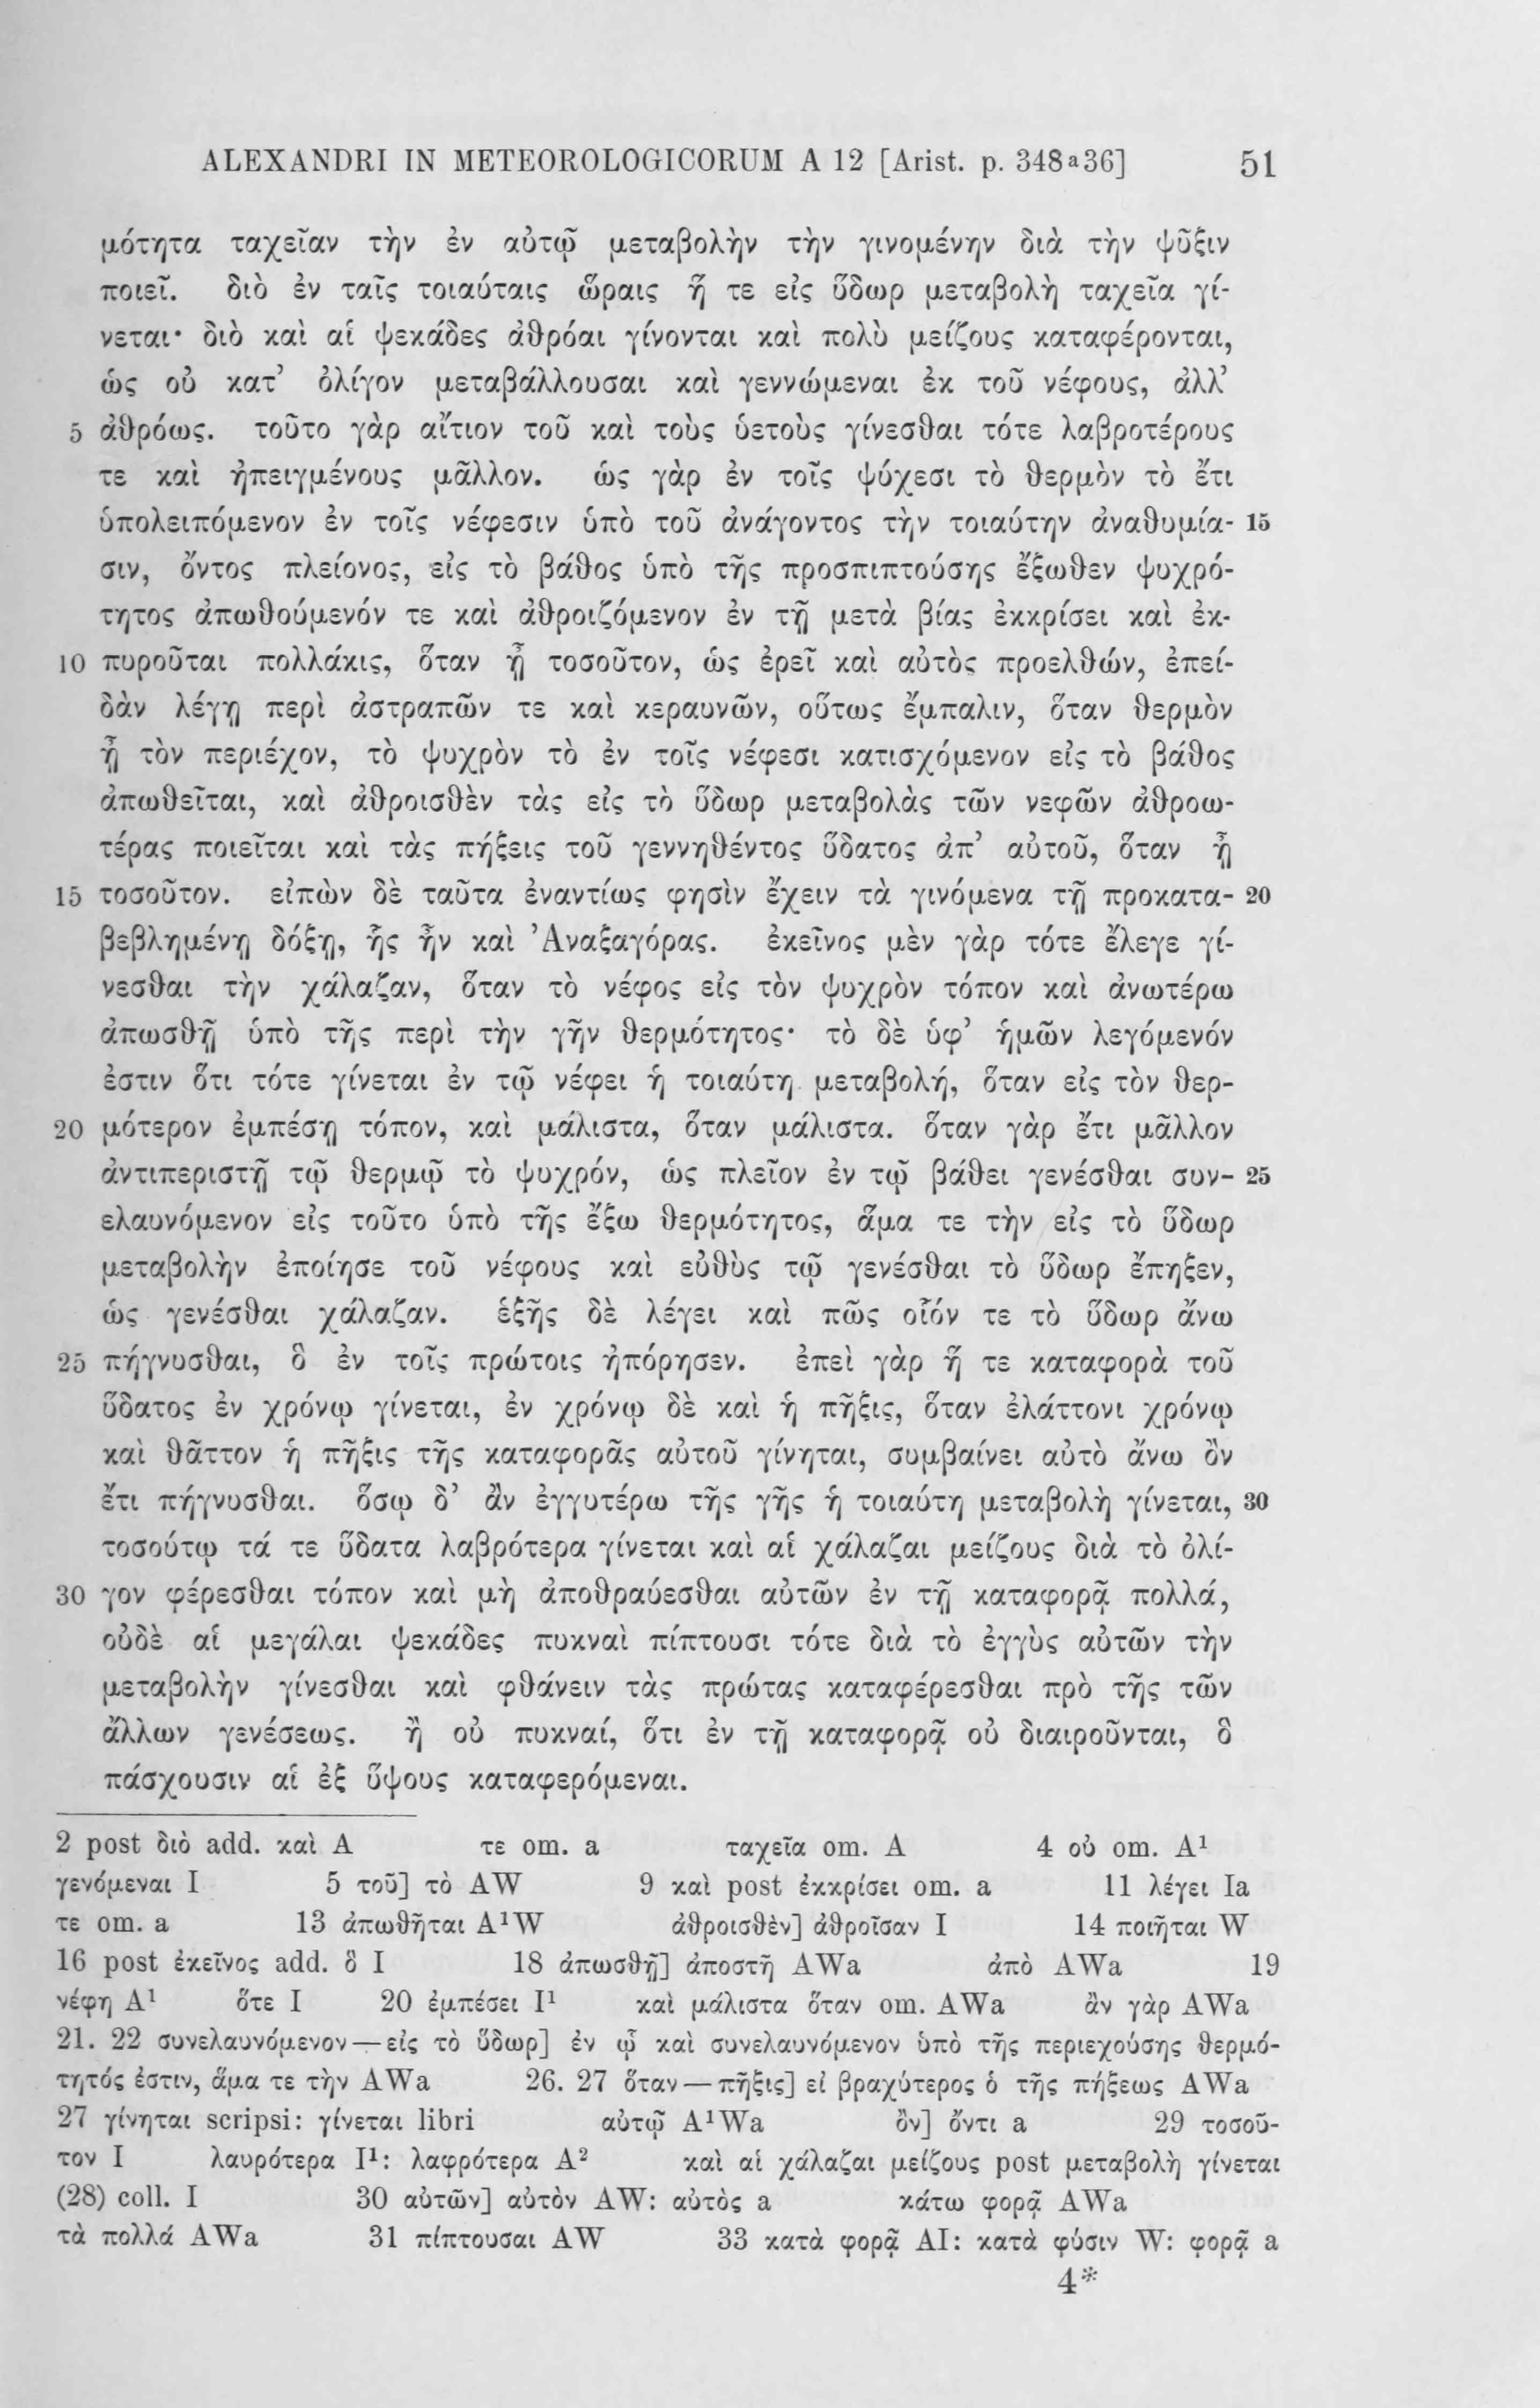 ALEXANDRI IN METEOROLOGICORUM A 12 [Arist. p. 348ᵃ36] 51
μότητα ταχεῖαν τὴν ἐν αὐτῷ μεταβολὴν τὴν γινομένην διὰ τὴν ψῦξιν
ποιεῖ. διὸ ἐν ταῖς τοιαύταις ὥραις ἥ τε εἰς ὕδωρ μεταβολὴ ταχεῖα γί-
νεται· διὸ καὶ αἱ ψεκάδες ἀθρόαι γίνονται καὶ πολὺ μείζους καταφέρονται,
ὡς οὐ κατ’ ὀλίγον μεταβάλλουσαι καὶ γεννώμεναι ἐκ τοῦ νέφους, ἀλλ’
5 ἀθρόως. τοῦτο γὰρ αἴτιον τοῦ καὶ τοὺς ὑετοὺς γίνεσθαι τότε λαβροτέρους
τε καὶ ἠπειγμένους μᾶλλον. ὡς γὰρ ἐν τοῖς ψύχεσι τὸ θερμὸν τὸ ἔτι
ὑπολειπόμενον ἐν τοῖς νέφεσιν ὑπὸ τοῦ ἀνάγοντος τὴν τοιαύτην ἀναθυμία- 15
σιν, ὄντος πλείονος, εἰς τὸ βάθος ὑπὸ τῆς προσπιπτούσης ἔξωθεν ψυχρό-
τητος ἀπωθούμενόν τε καὶ ἀθροιζόμενον ἐν τῇ μετὰ βίας ἐκκρίσει καὶ ἐκ-
10 πυροῦται πολλάκις, ὅταν ᾖ τοσοῦτον, ὡς ἐρεῖ καὶ αὐτὸς προελθών, ἐπεί-
δὰν λέγῃ περὶ ἀστραπῶν τε καὶ κεραυνῶν, οὕτως ἔμπαλιν, ὅταν θερμὸν
ᾖ τὸν περιέχον, τὸ ψυχρὸν τὸ ἐν τοῖς νέφεσι κατισχόμενον εἰς τὸ βάθος
ἀπωθεῖται, καὶ ἀθροισθὲν τὰς εἰς τὸ ὕδωρ μεταβολὰς τῶν νεφῶν ἀθροω-
τέρας ποιεῖται καὶ τὰς πήξεις τοῦ γεννηθέντος ὕδατος ἀπ’ αὐτοῦ, ὅταν ᾖ
15 τοσοῦτον. εἰπὼν δὲ ταῦτα ἐναντίως φησὶν ἔχειν τὰ γινόμενα τῇ προκατα- 20
βεβλημένῃ δόξῃ, ἧς ἦν καὶ Ἀναξαγόρας. ἐκεῖνος μὲν γὰρ τότε ἔλεγε γί-
νεσθαι τὴν χάλαζαν, ὅταν τὸ νέφος εἰς τὸν ψυχρὸν τόπον καὶ ἀνωτέρω
ἀπωσθῇ ὑπὸ τῆς περὶ τὴν γῆν θερμότητος· τὸ δὲ ὑφ’ ἡμῶν λεγόμενόν
ἐστιν ὅτι τότε γίνεται ἐν τῷ νέφει ἡ τοιαύτη μεταβολή, ὅταν εἰς τὸν θερ-
20 μότερον ἐμπέσῃ τόπον, καὶ μάλιστα, ὅταν μάλιστα. ὅταν γὰρ ἔτι μᾶλλον
ἀντιπεριστῇ τῷ θερμῷ τὸ ψυχρόν, ὡς πλεῖον ἐν τῷ βάθει γενέσθαι συν- 25
ελαυνόμενον εἰς τοῦτο ὑπὸ τῆς ἔξω θερμότητος, ἅμα τε τὴν εἰς τὸ ὕδωρ
μεταβολὴν ἐποίησε τοῦ νέφους καὶ εὐθὺς τῷ γενέσθαι τὸ ὕδωρ ἔπηξεν,
ὡς γενέσθαι χάλαζαν. ἑξῆς δὲ λέγει καὶ πῶς οἷόν τε τὸ ὕδωρ ἄνω
25 πήγνυσθαι, ὃ ἐν τοῖς πρώτοις ἠπόρησεν. ἐπεὶ γὰρ ἥ τε καταφορὰ τοῦ
ὕδατος ἐν χρόνῳ γίνεται, ἐν χρόνῳ δὲ καὶ ἡ πῆξις, ὅταν ἐλάττονι χρόνῳ
καὶ θᾶττον ἡ πῆξις τῆς καταφορᾶς αὐτοῦ γίνηται, συμβαίνει αὐτὸ ἄνω ὂν
ἔτι πήγνυσθαι. ὅσῳ δ’ ἂν ἐγγυτέρω τῆς γῆς ἡ τοιαύτη μεταβολὴ γίνεται, 30
τοσούτῳ τά τε ὕδατα λαβρότερα γίνεται καὶ αἱ χάλαζαι μείζους διὰ τὸ ὀλί-
30 γον φέρεσθαι τόπον καὶ μὴ ἀποθραύεσθαι αὐτῶν ἐν τῇ καταφορᾷ πολλά,
οὐδὲ αἱ μεγάλαι ψεκάδες πυκναὶ πίπτουσι τότε διὰ τὸ ἐγγὺς αὐτῶν τὴν
μεταβολὴν γίνεσθαι καὶ φθάνειν τὰς πρώτας καταφέρεσθαι πρὸ τῆς τῶν
ἄλλων γενέσεως. ἢ οὐ πυκναί, ὅτι ἐν τῇ καταφορᾷ οὐ διαιροῦνται, ὃ
πάσχουσιν αἱ ἐξ ὕψους καταφερόμεναι.
2 post διὸ add. καὶ A τε om. a ταχεῖα om. A 4 οὐ om. A¹
γενόμεναι I 5 τοῦ] τὸ AW 9 καὶ post ἐκκρίσει om. a 11 λέγει Ia
τε om. a 13 ἀπωθῆται A¹W ἀθροισθὲν] ἀθροῖσαν I 14 ποιῆται W
16 post ἐκεῖνος add. ὃ I 18 ἀπωσθῇ] ἀποστῆ AWa ἀπὸ AWa 19
νέφη A¹ ὅτε I 20 ἐμπέσει I¹ καὶ μάλιστα ὅταν om. AWa ἂν γὰρ AWa
21. 22 συνελαυνόμενον — εἰς τὸ ὕδωρ] ἐν ᾧ καὶ συνελαυνόμενον ὑπὸ τῆς περιεχούσης θερμό-
τητός ἐστιν, ἅμα τε τὴν AWa 26. 27 ὅταν — πῆξις] εἰ βραχύτερος ὁ τῆς πήξεως AWa
27 γίνηται scripsi: γίνεται libri αὐτῷ A¹Wa ὂν] ὄντι a 29 τοσοῦ-
τον I λαυρότερα I¹: λαφρότερα A² καὶ αἱ χάλαζαι μείζους post μεταβολὴ γίνεται
(28) coll. I 30 αὐτῶν] αὐτὸν AW: αὐτὸς a κάτω φορᾷ AWa
τὰ πολλά AWa 31 πίπτουσαι AW 33 κατὰ φορᾷ AI: κατὰ φύσιν W: φορᾷ a
4*